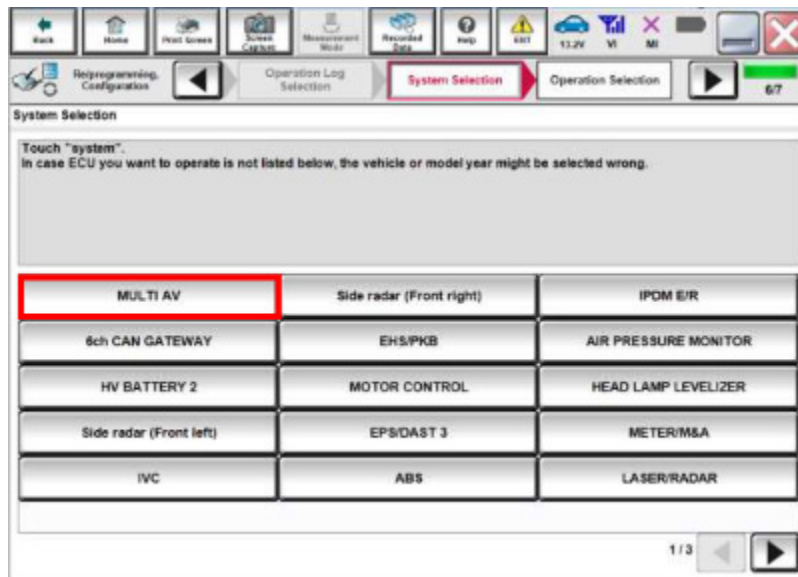 Back
Home
Print Screen
Screen Capture
Measurement Mode
Recorded Data
Help
EXIT
13.2V
VI
MI
Re/programming, Configuration
Operation Log Selection
System Selection
Operation Selection
6/7
System Selection
Touch "system".
In case ECU you want to operate is not listed below, the vehicle or model year might be selected wrong.
MULTI AV
Side radar (Front right)
IPDM E/R
6ch CAN GATEWAY
EHS/PKB
AIR PRESSURE MONITOR
HV BATTERY 2
MOTOR CONTROL
HEAD LAMP LEVELIZER
Side radar (Front left)
EPS/DAST 3
METER/M&A
IVC
ABS
LASER/RADAR
1/3